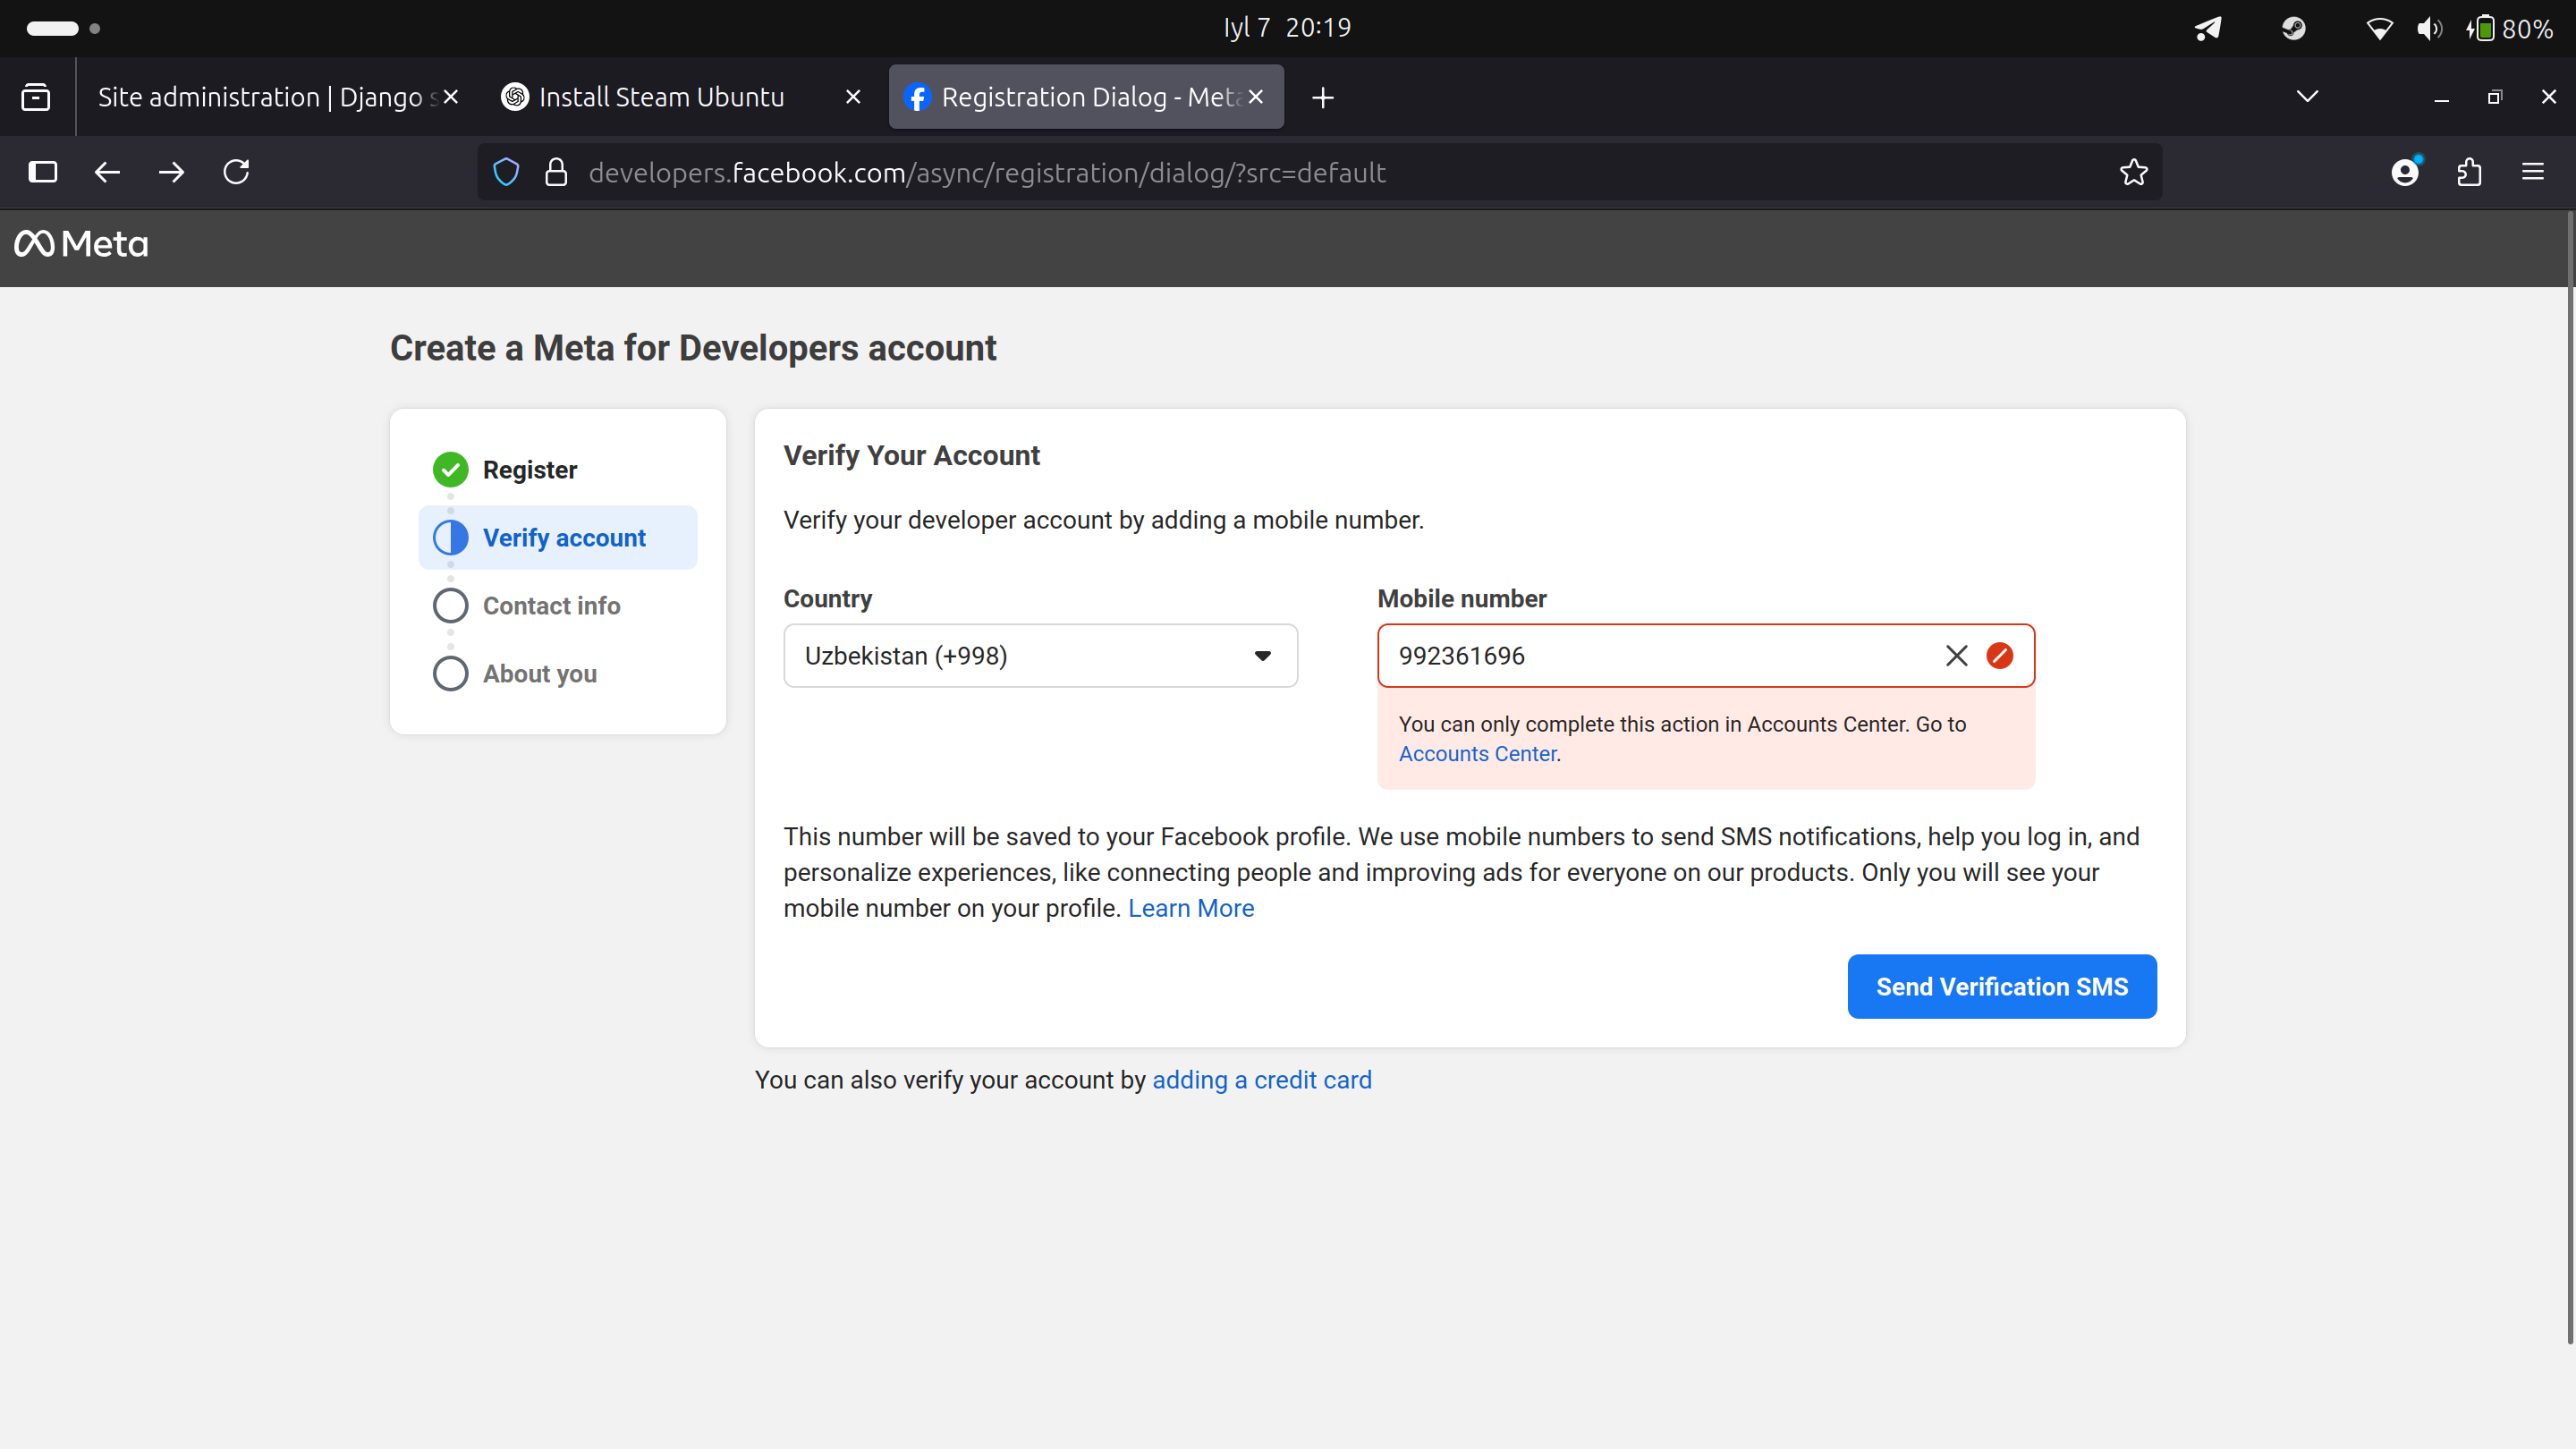 Iyl 7 20:19
80%
Site administration | Django s
Install Steam Ubuntu
Registration Dialog - Meta
developers.facebook.com/async/registration/dialog/?src=default
Meta
Create a Meta for Developers account
Register
Verify account
Contact info
About you
Verify Your Account
Verify your developer account by adding a mobile number.
Country
Mobile number
Uzbekistan (+998)
992361696
You can only complete this action in Accounts Center. Go to
Accounts Center.
This number will be saved to your Facebook profile. We use mobile numbers to send SMS notifications, help you log in, and
personalize experiences, like connecting people and improving ads for everyone on our products. Only you will see your
mobile number on your profile. Learn More
Send Verification SMS
You can also verify your account by adding a credit card